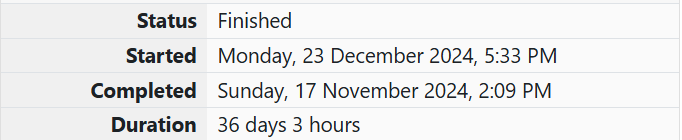 Status Finished
Started Monday, 23 December 2024, 5:33 PM
Completed Sunday, 17 November 2024, 2:09 PM
Duration 36 days 3 hours